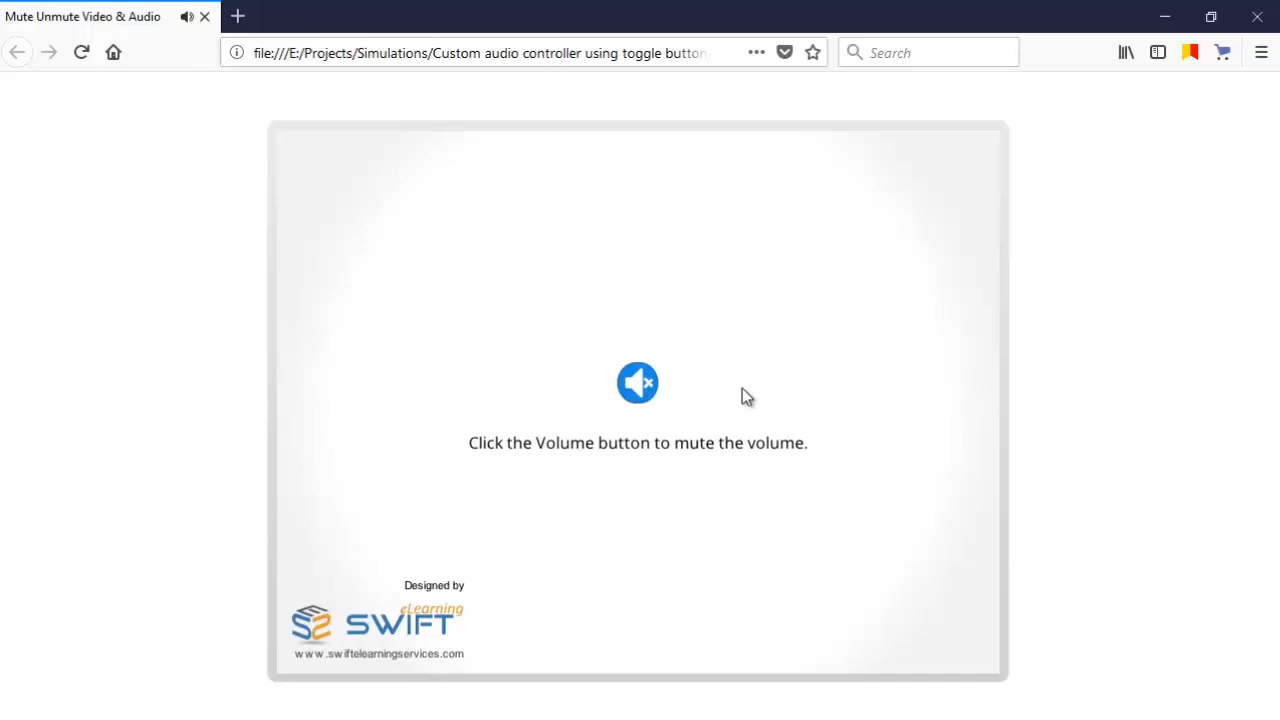 Mute Unmute Video & Audio
file:///E:/Projects/Simulations/Custom audio controller using toggle button
Search
Click the Volume button to mute the volume.
Designed by
eLearning
SWIFT
www.swiftelearningservices.com